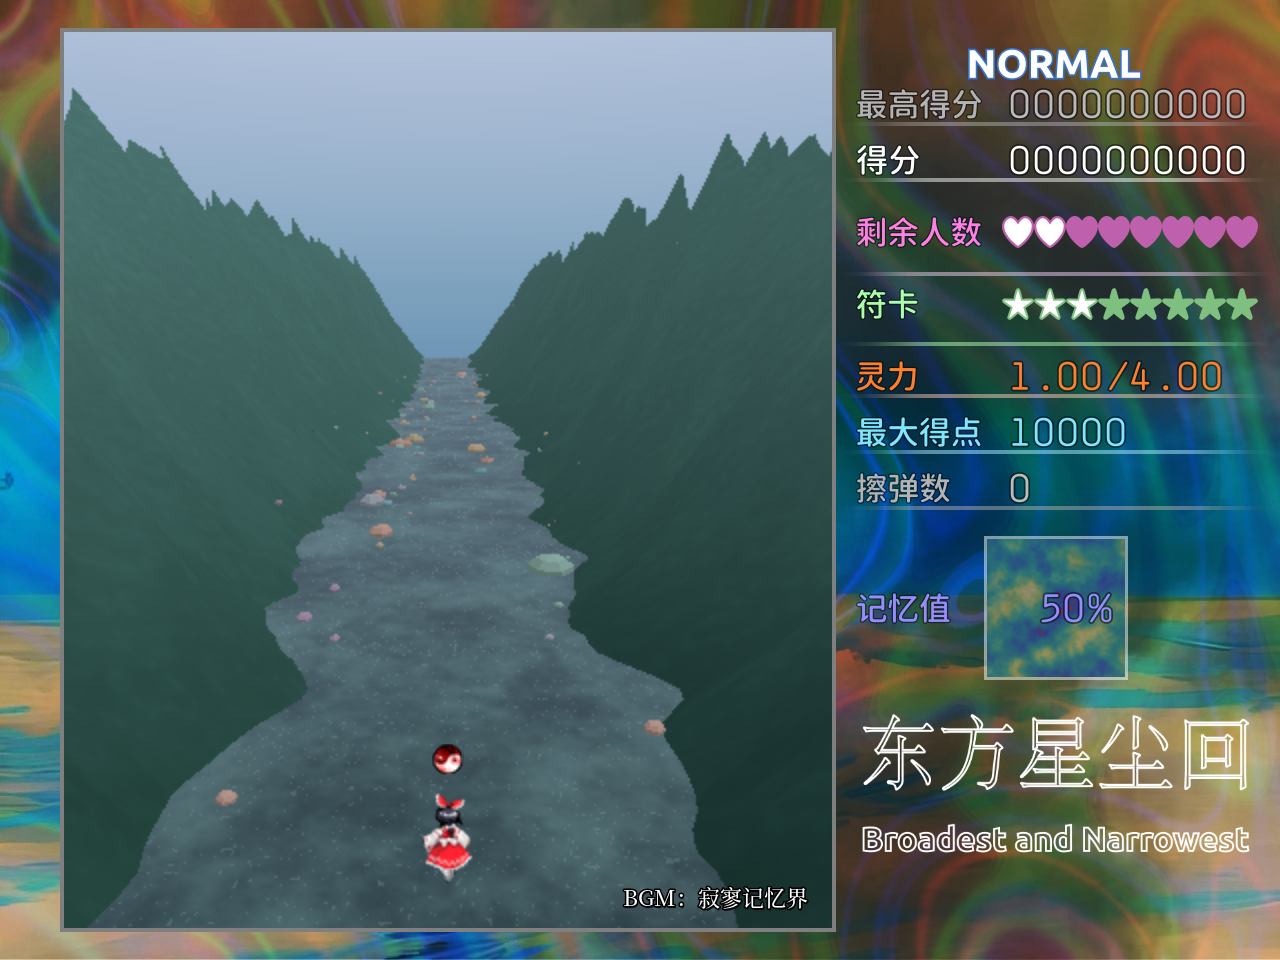 NORMAL
最高得分 0000000000
得分 0000000000
剩余人数
符卡
灵力 1.00/4.00
最大得点 10000
擦弹数 0
记忆值 50%
东方星尘回
Broadest and Narrowest
BGM：寂寥记忆界